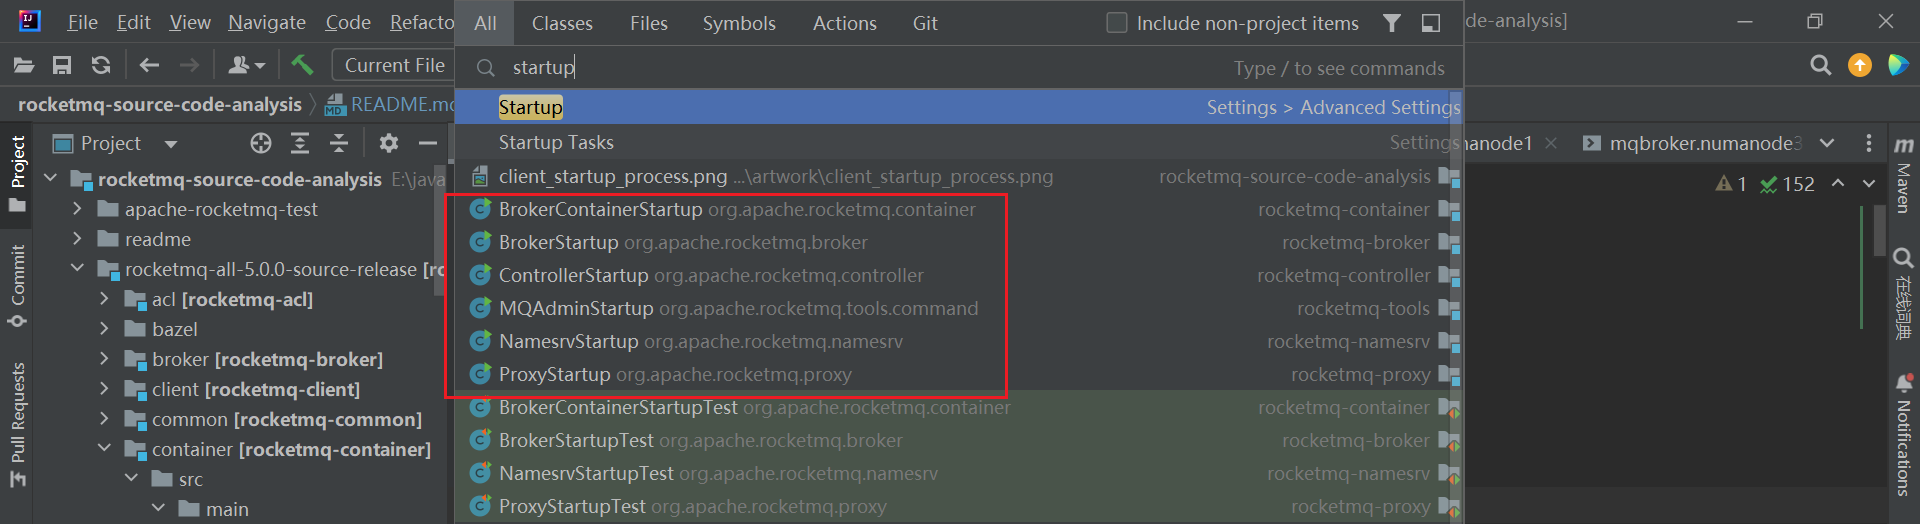 File Edit View Navigate Code Refacto
All Classes Files Symbols Actions Git Include non-project items
de-analysis]
Current File
startup Type / to see commands
rocketmq-source-code-analysis README.md
Startup Settings > Advanced Settings
Project
Startup Tasks Settings
nanode1 mqbroker.numanode3
client_startup_process.png ...\artwork\client_startup_process.png rocketmq-source-code-analysis
BrokerContainerStartup org.apache.rocketmq.container rocketmq-container
BrokerStartup org.apache.rocketmq.broker rocketmq-broker
ControllerStartup org.apache.rocketmq.controller rocketmq-controller
MQAdminStartup org.apache.rocketmq.tools.command rocketmq-tools
NamesrvStartup org.apache.rocketmq.namesrv rocketmq-namesrv
ProxyStartup org.apache.rocketmq.proxy rocketmq-proxy
BrokerContainerStartupTest org.apache.rocketmq.container rocketmq-container
BrokerStartupTest org.apache.rocketmq.broker rocketmq-broker
NamesrvStartupTest org.apache.rocketmq.namesrv rocketmq-namesrv
ProxyStartupTest org.apache.rocketmq.proxy rocketmq-proxy
rocketmq-source-code-analysis E:\java
apache-rocketmq-test
readme
rocketmq-all-5.0.0-source-release [ro
acl [rocketmq-acl]
bazel
broker [rocketmq-broker]
client [rocketmq-client]
common [rocketmq-common]
container [rocketmq-container]
src
main
1 152
Project
Commit
Pull Requests
Maven
在线词典
Notifications